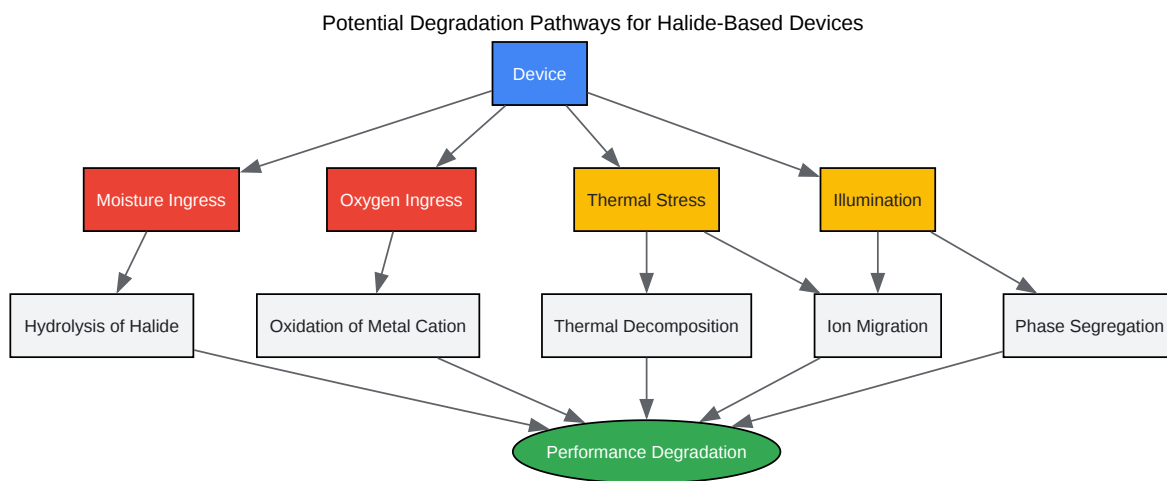 Potential Degradation Pathways for Halide-Based Devices
Device
Moisture Ingress
Oxygen Ingress
Thermal Stress
Illumination
Hydrolysis of Halide
Oxidation of Metal Cation
Thermal Decomposition
Ion Migration
Phase Segregation
Performance Degradation